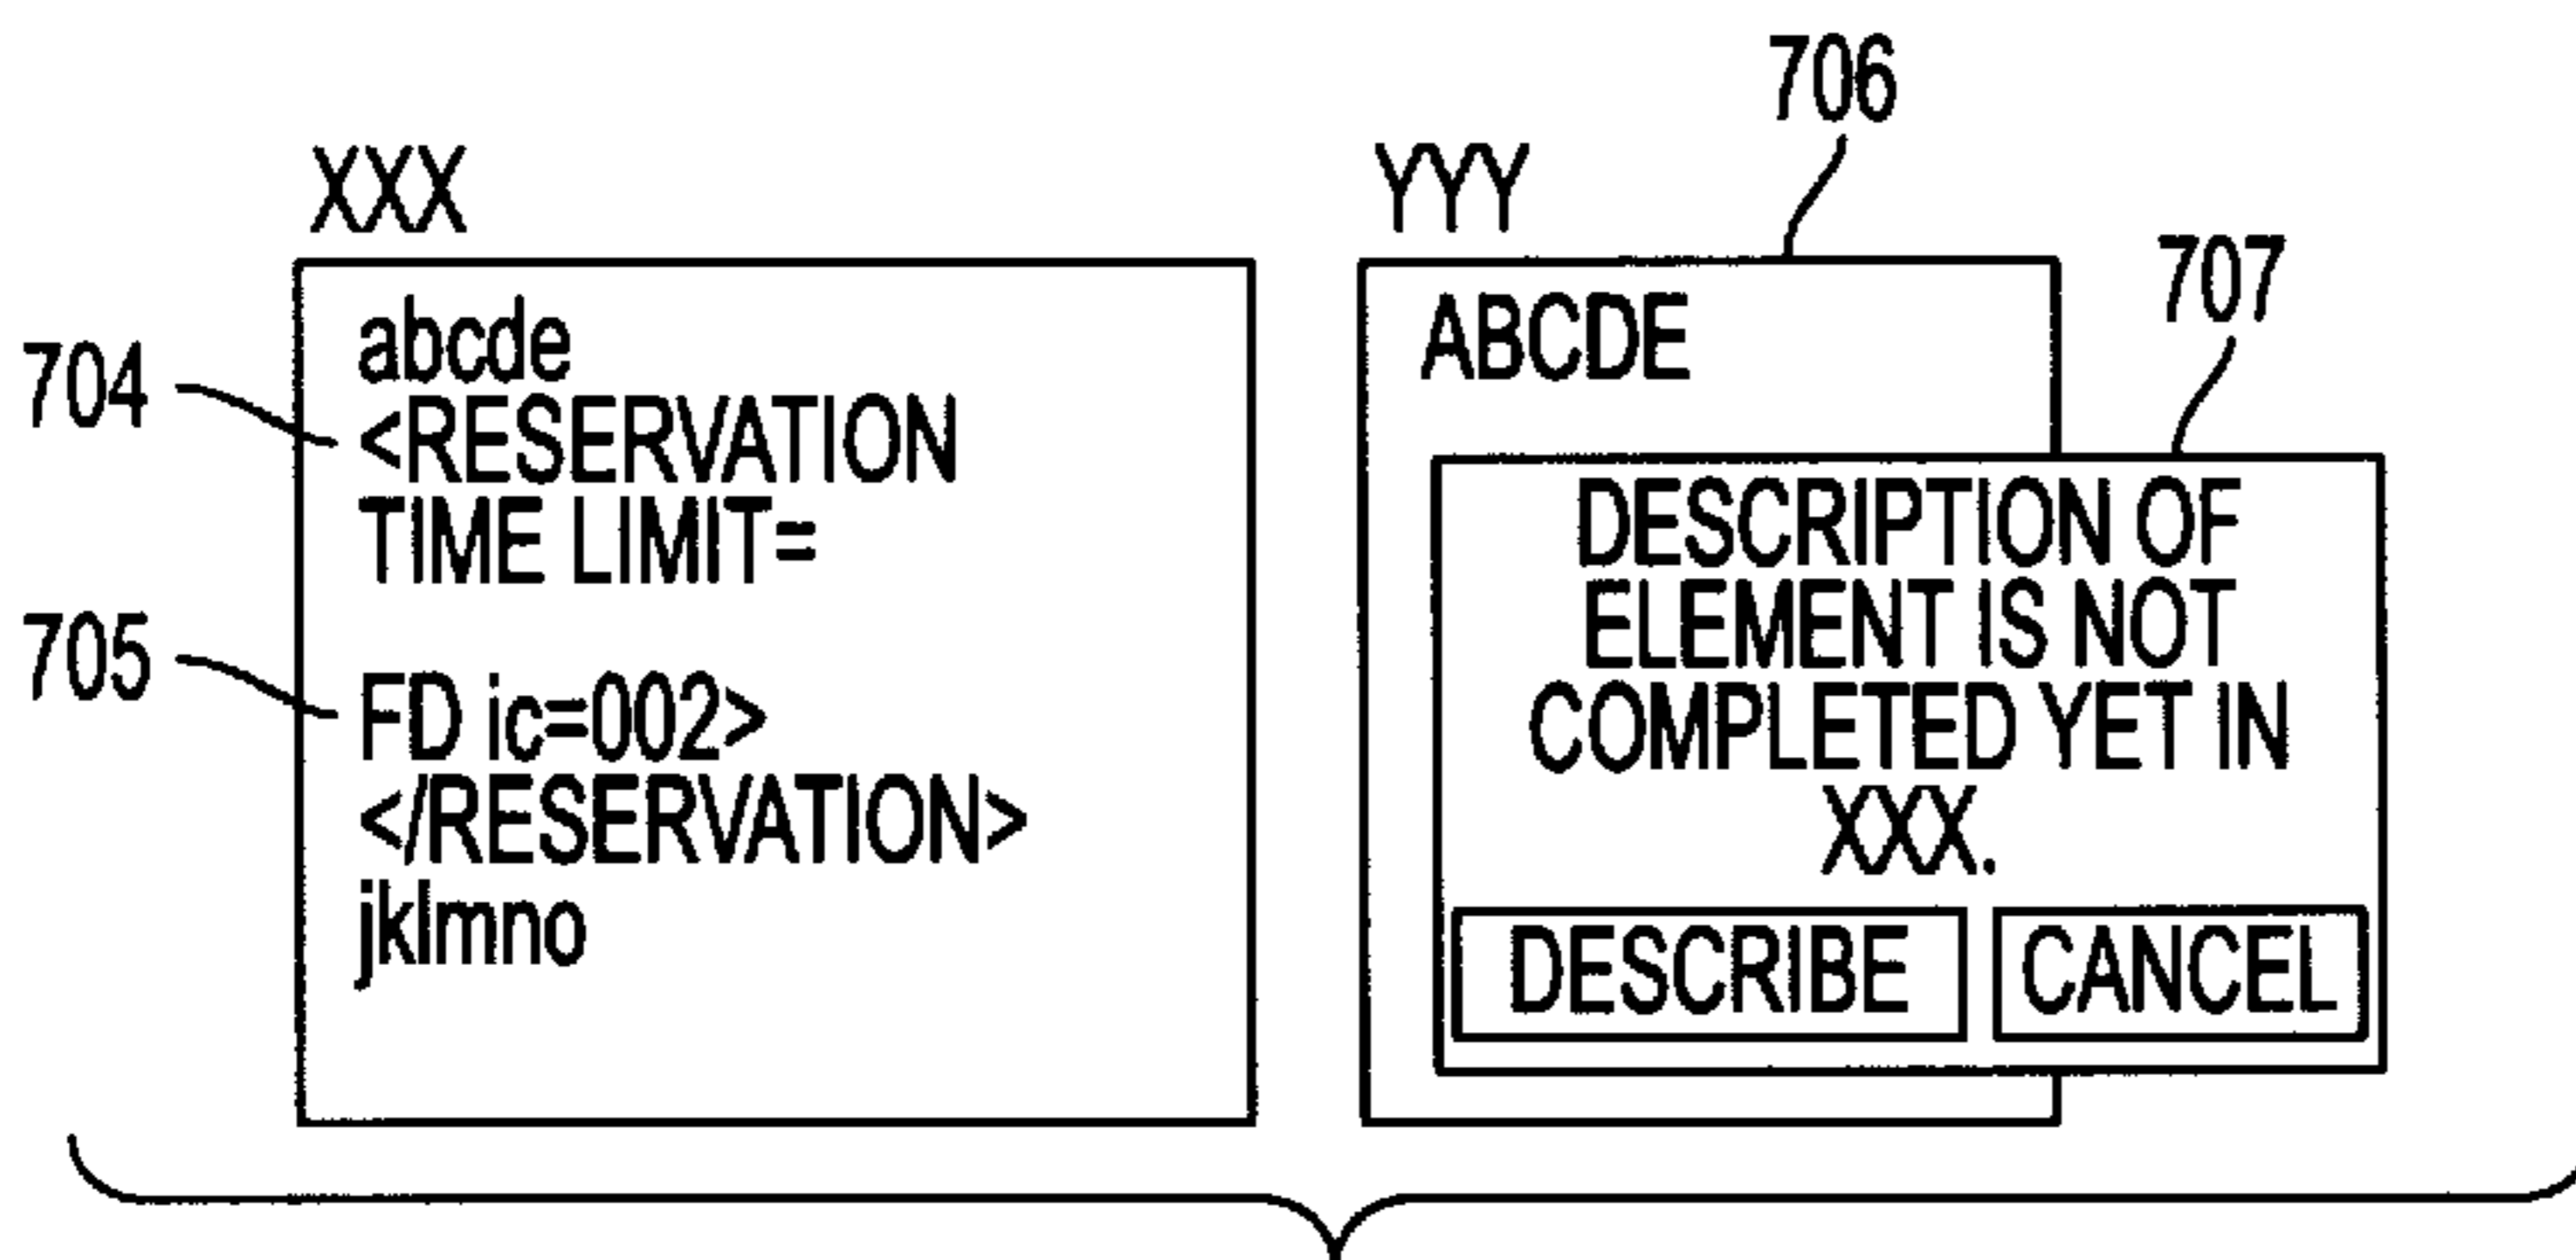 706
XXX
YYY
707
abcde
704
<RESERVATION
TIME LIMIT=
705
FD ic=002>
</RESERVATION>
jklmno
ABCDE
DESCRIPTION OF
ELEMENT IS NOT
COMPLETED YET IN
XXX.
DESCRIBE
CANCEL